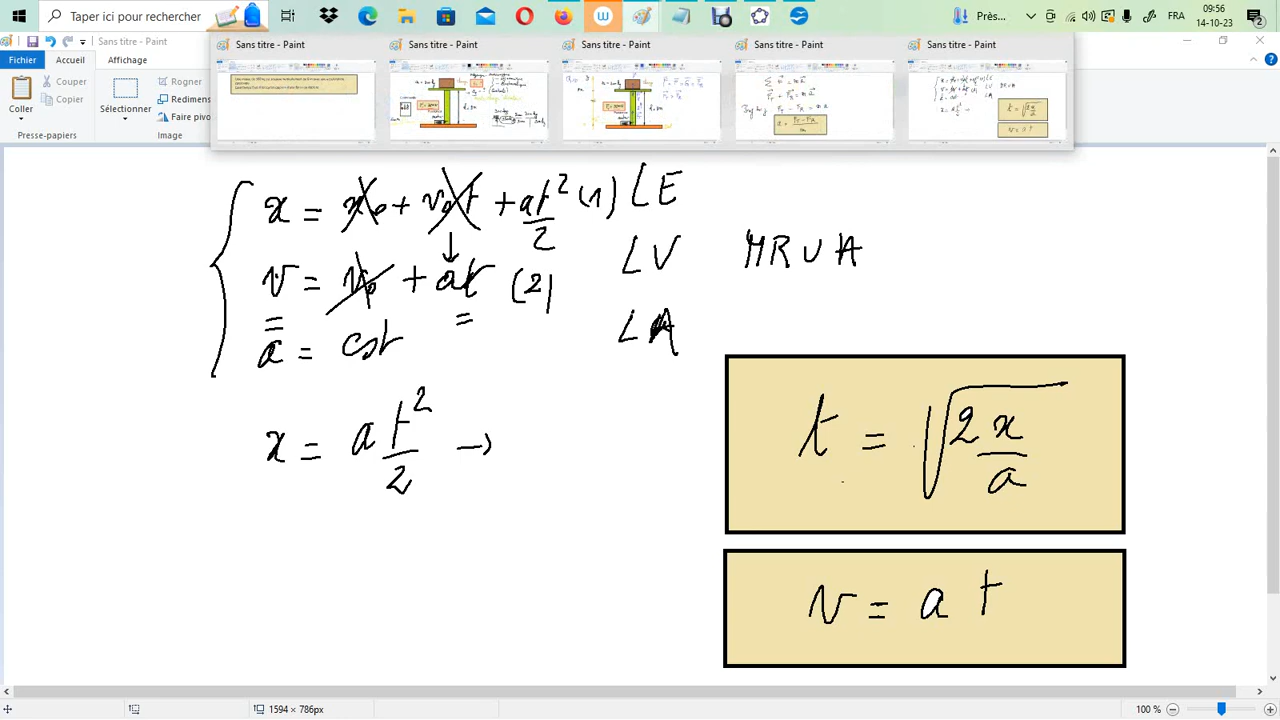 Taper ici pour rechercher
Prés...
FRA
09:56
14-10-23
2
Sans titre - Paint
Sans titre - Paint
Sans titre - Paint
Sans titre - Paint
Sans titre - Paint
Sans titre - Paint
Fichier
Accueil
Affichage
Coller
Couper
Copier
Presse-papiers
Sélectionner
Rogner
Redimens
Faire pivo
Image
x = x₀ + v₀t + at²/2 (1) LE
v = v₀ + at (2) LV MRUA
a = cst LA
x = a t²/2 →
t = √(2x/a)
v = a t
1594 × 786px
100 %